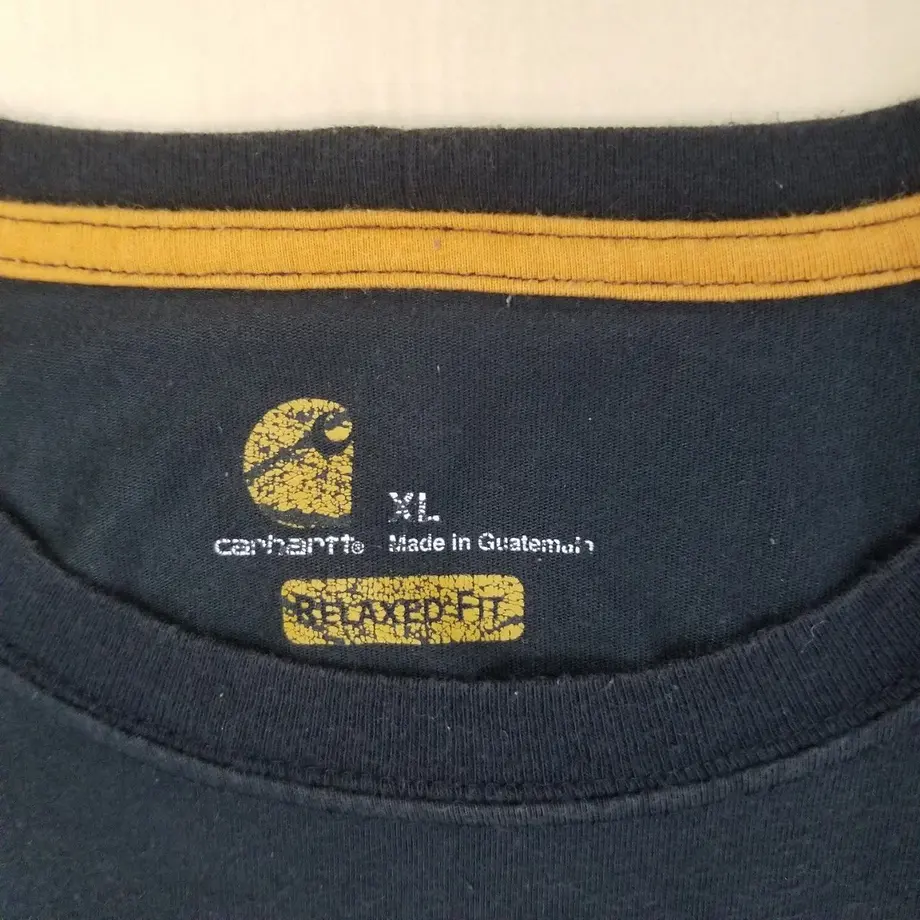 XL
carhartt® Made in Guatemala
RELAXED FIT